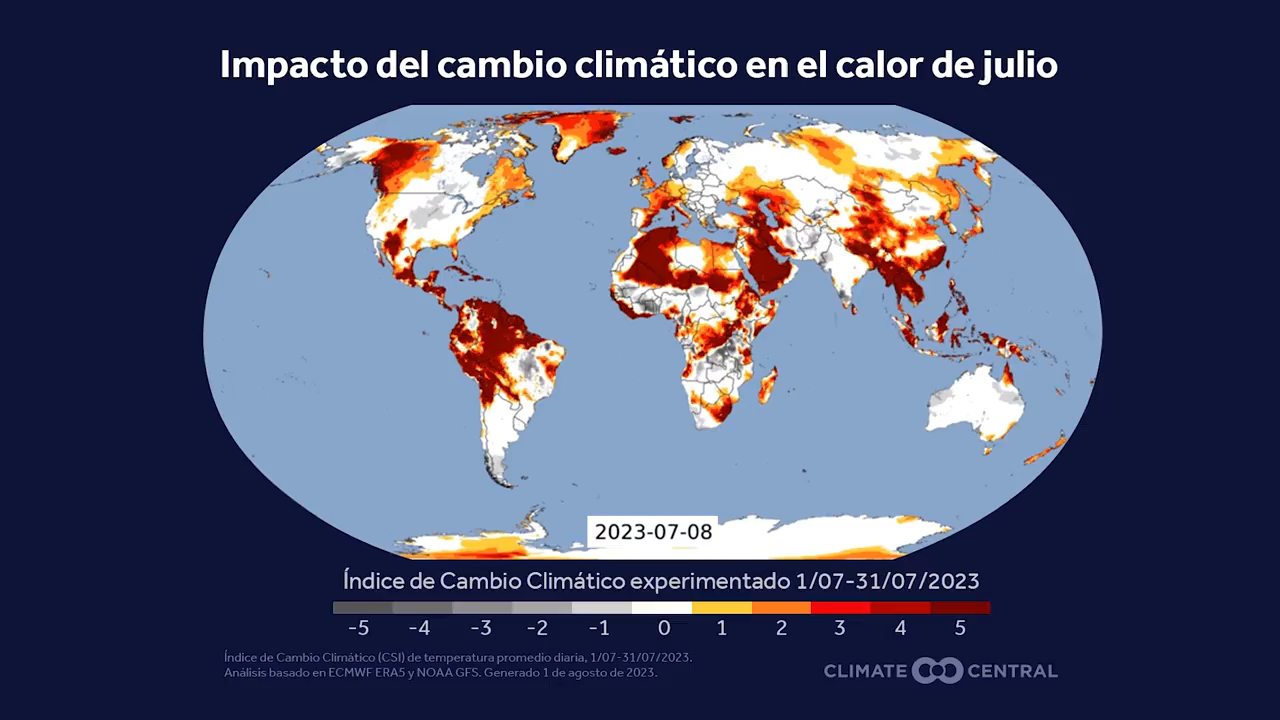 Impacto del cambio climático en el calor de julio
2023-07-08
Índice de Cambio Climático experimentado 1/07-31/07/2023
-5 -4 -3 -2 -1 0 1 2 3 4 5
Índice de Cambio Climático (CSI) de temperatura promedio diaria, 1/07-31/07/2023.
Análisis basado en ECMWF ERA5 y NOAA GFS. Generado 1 de agosto de 2023.
CLIMATE CENTRAL